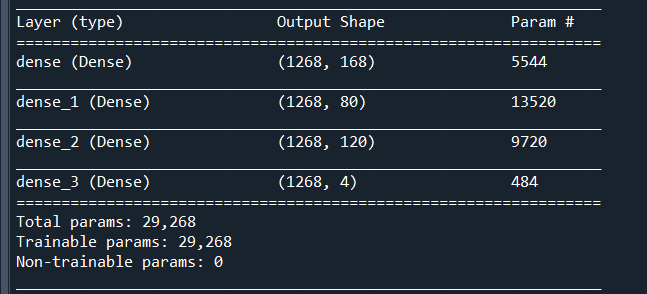 Layer (type) Output Shape Param #
=================================================================
dense (Dense) (1268, 168) 5544
dense_1 (Dense) (1268, 80) 13520
dense_2 (Dense) (1268, 120) 9720
dense_3 (Dense) (1268, 4) 484
=================================================================
Total params: 29,268
Trainable params: 29,268
Non-trainable params: 0